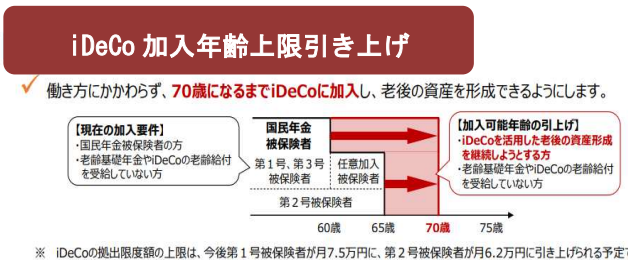 iDeCo 加入年齢上限引き上げ
✓ 働き方にかかわらず、70歳になるまでiDeCoに加入し、老後の資産を形成できるようにします。
【現在の加入要件】
・国民年金被保険者の方
・老齢基礎年金やiDeCoの老齢給付
を受給していない方
国民年金
被保険者
第1号、第3号
被保険者
任意加入
被保険者
第2号被保険者
【加入可能年齢の引上げ】
・iDeCoを活用した老後の資産形成
を継続しようとする方
・老齢基礎年金やiDeCoの老齢給付
を受給していない方
60歳 65歳 70歳 75歳
※ iDeCoの拠出限度額の上限は、今後第1号被保険者が月7.5万円に、第2号被保険者が月6.2万円に引き上げられる予定で